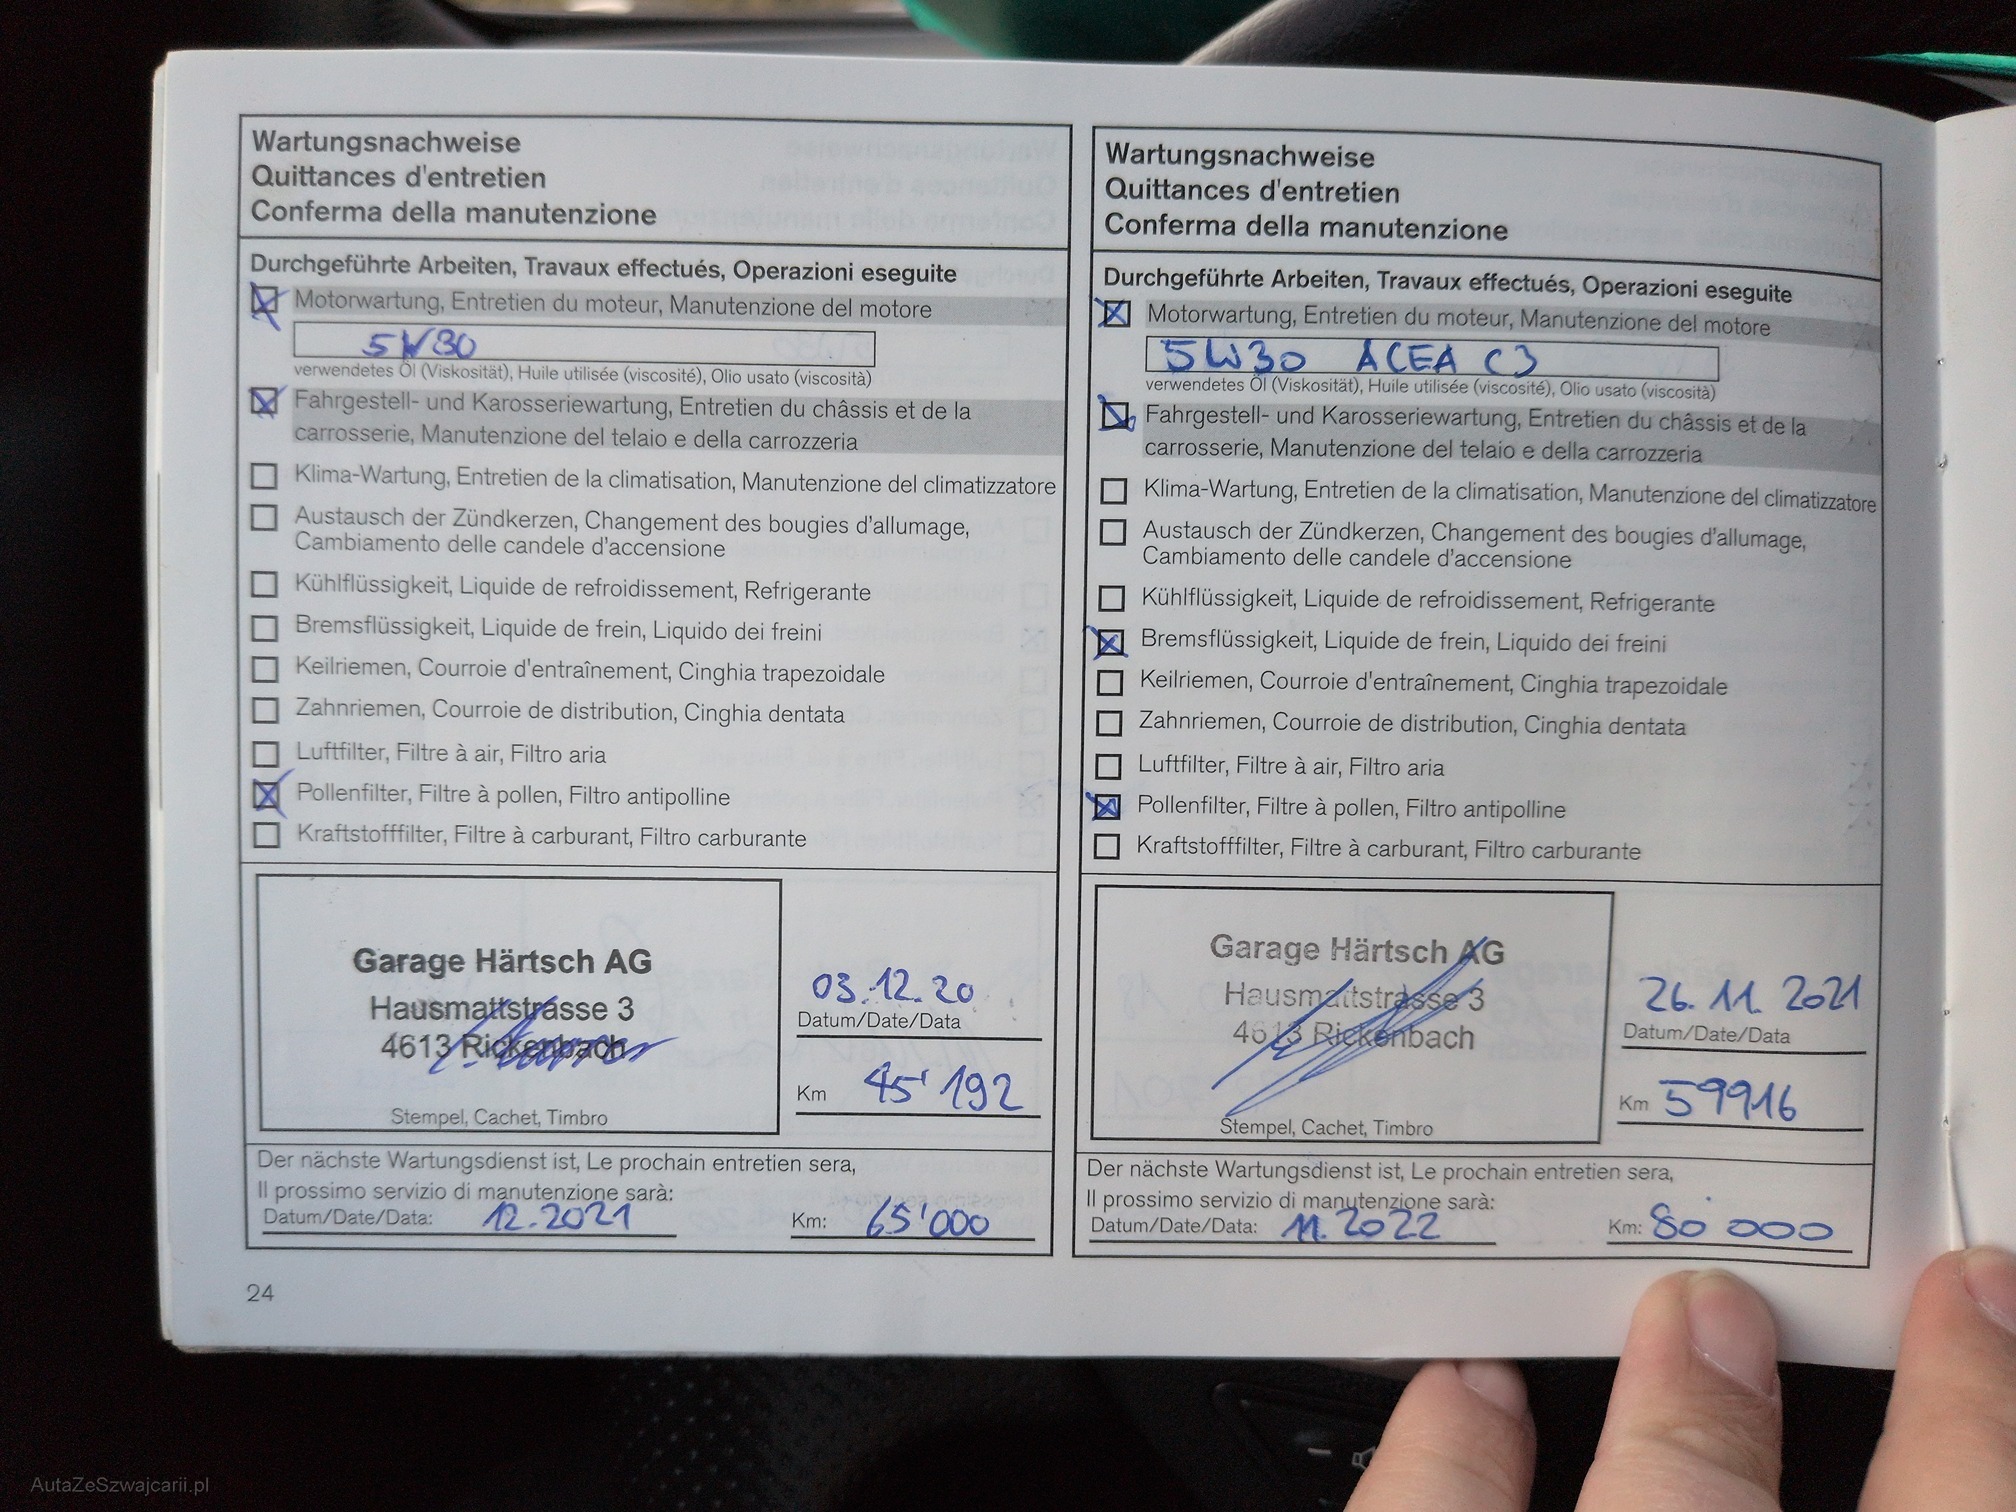 Wartungsnachweise
Quittances d'entretien
Conferma della manutenzione
Durchgeführte Arbeiten, Travaux effectués, Operazioni eseguite
Motorwartung, Entretien du moteur, Manutenzione del motore
5W30
verwendetes Öl (Viskosität), Huile utilisée (viscosité), Olio usato (viscosità)
Fahrgestell- und Karosseriewartung, Entretien du châssis et de la
carrosserie, Manutenzione del telaio e della carrozzeria
Klima-Wartung, Entretien de la climatisation, Manutenzione del climatizzatore
Austausch der Zündkerzen, Changement des bougies d'allumage,
Cambiamento delle candele d'accensione
Kühlflüssigkeit, Liquide de refroidissement, Refrigerante
Bremsflüssigkeit, Liquide de frein, Liquido dei freini
Keilriemen, Courroie d'entraînement, Cinghia trapezoidale
Zahnriemen, Courroie de distribution, Cinghia dentata
Luftfilter, Filtre à air, Filtro aria
Pollenfilter, Filtre à pollen, Filtro antipolline
Kraftstofffilter, Filtre à carburant, Filtro carburante
Garage Härtsch AG
Hausmattstrasse 3
4613 Rickenbach
Stempel, Cachet, Timbro
03.12.20
Datum/Date/Data
Km 45'192
Der nächste Wartungsdienst ist, Le prochain entretien sera,
Il prossimo servizio di manutenzione sarà:
Datum/Date/Data: 12.2021 Km: 65'000
24
Wartungsnachweise
Quittances d'entretien
Conferma della manutenzione
Durchgeführte Arbeiten, Travaux effectués, Operazioni eseguite
Motorwartung, Entretien du moteur, Manutenzione del motore
5W30 ACEA C3
verwendetes Öl (Viskosität), Huile utilisée (viscosité), Olio usato (viscosità)
Fahrgestell- und Karosseriewartung, Entretien du châssis et de la
carrosserie, Manutenzione del telaio e della carrozzeria
Klima-Wartung, Entretien de la climatisation, Manutenzione del climatizzatore
Austausch der Zündkerzen, Changement des bougies d'allumage,
Cambiamento delle candele d'accensione
Kühlflüssigkeit, Liquide de refroidissement, Refrigerante
Bremsflüssigkeit, Liquide de frein, Liquido dei freini
Keilriemen, Courroie d'entraînement, Cinghia trapezoidale
Zahnriemen, Courroie de distribution, Cinghia dentata
Luftfilter, Filtre à air, Filtro aria
Pollenfilter, Filtre à pollen, Filtro antipolline
Kraftstofffilter, Filtre à carburant, Filtro carburante
Garage Härtsch AG
Hausmattstrasse 3
4613 Rickenbach
Stempel, Cachet, Timbro
26.11.2021
Datum/Date/Data
Km 59916
Der nächste Wartungsdienst ist, Le prochain entretien sera,
Il prossimo servizio di manutenzione sarà:
Datum/Date/Data: 11.2022 Km: 80'000
AutaZeSzwajcarii.pl